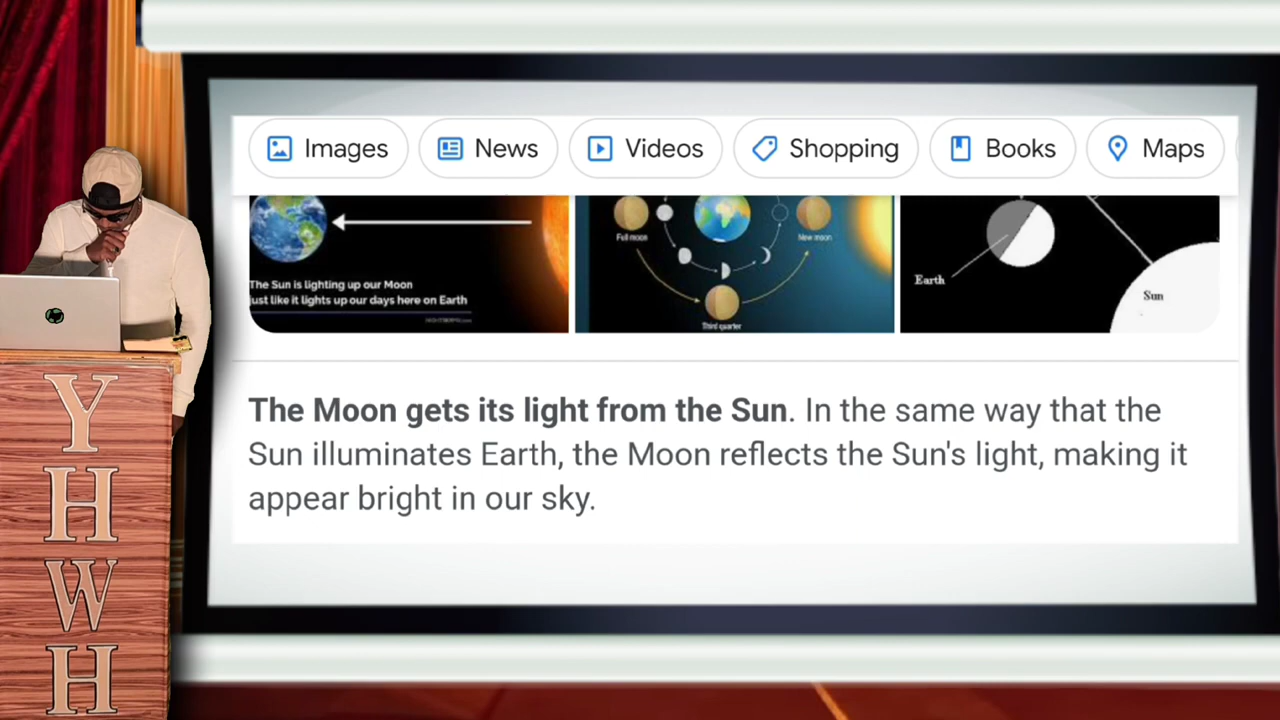 Images
News
Videos
Shopping
Books
Maps
The Sun is lighting up our Moon
just like it lights up our days here on Earth
Full moon
New moon
Third quarter
Earth
Sun
The Moon gets its light from the Sun. In the same way that the
Sun illuminates Earth, the Moon reflects the Sun's light, making it
appear bright in our sky.
Y
H
W
H